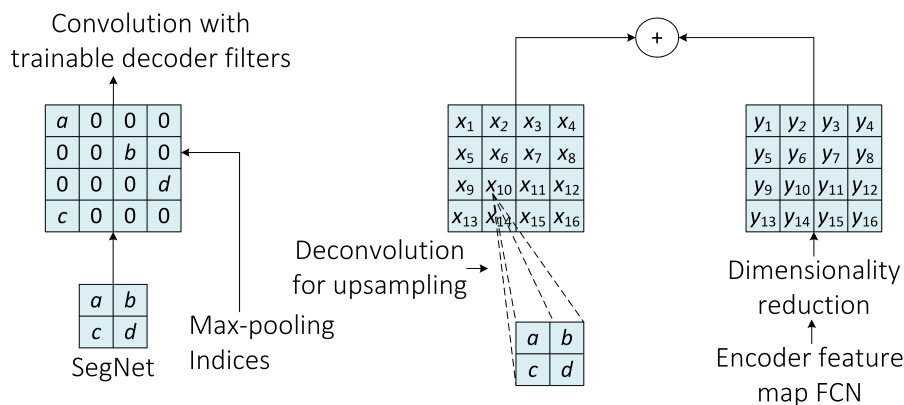 Convolution with
trainable decoder filters
a 0 0 0
0 0 b 0
0 0 0 d
c 0 0 0
a b
c d
SegNet
Max-pooling
Indices
+
x1 x2 x3 x4
x5 x6 x7 x8
x9 x10 x11 x12
x13 x14 x15 x16
Deconvolution
for upsampling
a b
c d
y1 y2 y3 y4
y5 y6 y7 y8
y9 y10 y11 y12
y13 y14 y15 y16
Dimensionality
reduction
Encoder feature
map FCN